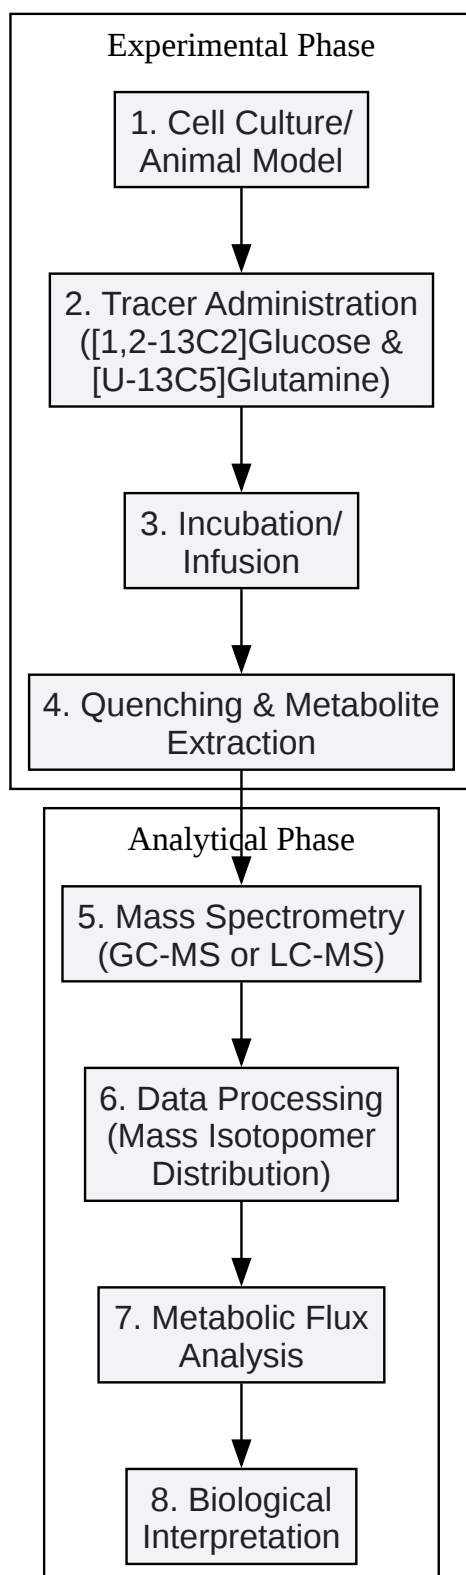 Experimental Phase
1. Cell Culture/
Animal Model
2. Tracer Administration
([1,2-13C2]Glucose &
[U-13C5]Glutamine)
3. Incubation/
Infusion
4. Quenching & Metabolite
Extraction
Analytical Phase
5. Mass Spectrometry
(GC-MS or LC-MS)
6. Data Processing
(Mass Isotopomer
Distribution)
7. Metabolic Flux
Analysis
8. Biological
Interpretation